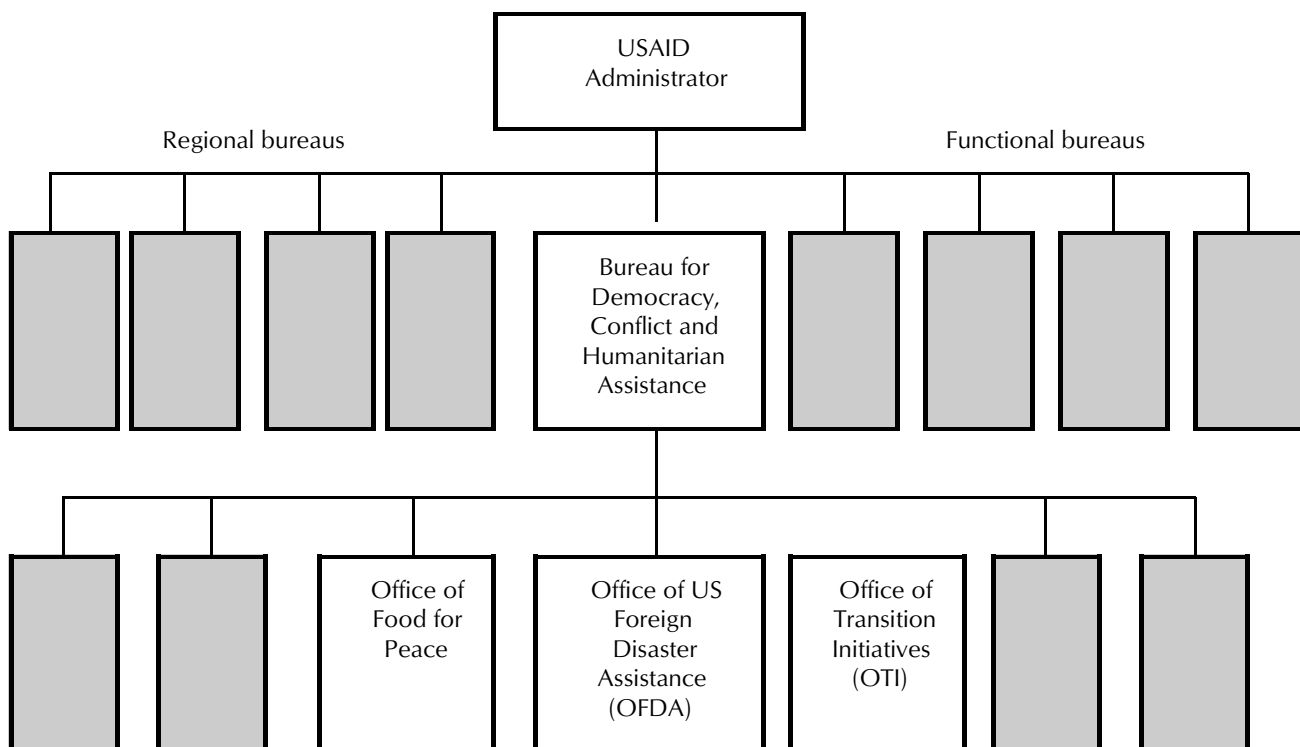 USAID
Administrator
Regional bureaus
Functional bureaus
Bureau for
Democracy,
Conflict and
Humanitarian
Assistance
Office of
Food for
Peace
Office of US
Foreign
Disaster
Assistance
(OFDA)
Office of
Transition
Initiatives
(OTI)